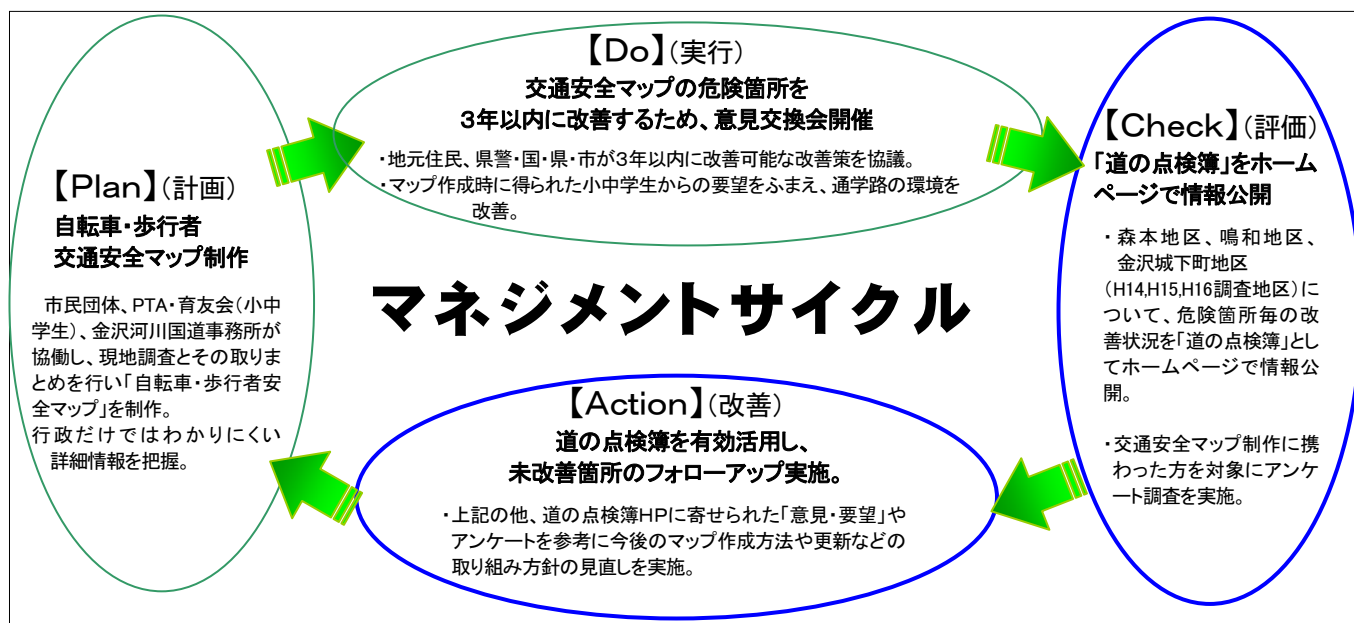 【Plan】(計画)
自転車・歩行者
交通安全マップ制作
市民団体、PTA・育友会(小中
学生)、金沢河川国道事務所が
協働し、現地調査とその取りま
とめを行い「自転車・歩行者安
全マップ」を制作。
行政だけではわかりにくい
詳細情報を把握。
【Do】(実行)
交通安全マップの危険箇所を
3年以内に改善するため、意見交換会開催
・地元住民、県警・国・県・市が3年以内に改善可能な改善策を協議。
・マップ作成時に得られた小中学生からの要望をふまえ、通学路の環境を
改善。
マネジメントサイクル
【Check】(評価)
「道の点検簿」をホーム
ページで情報公開
・森本地区、鳴和地区、
金沢城下町地区
(H14,H15,H16調査地区)に
ついて、危険箇所毎の改
善状況を「道の点検簿」とし
てホームページで情報公
開。
・交通安全マップ制作に携
わった方を対象にアンケ
ート調査を実施。
【Action】(改善)
道の点検簿を有効活用し、
未改善箇所のフォローアップ実施。
・上記の他、道の点検簿HPに寄せられた「意見・要望」や
アンケートを参考に今後のマップ作成方法や更新などの
取り組み方針の見直しを実施。